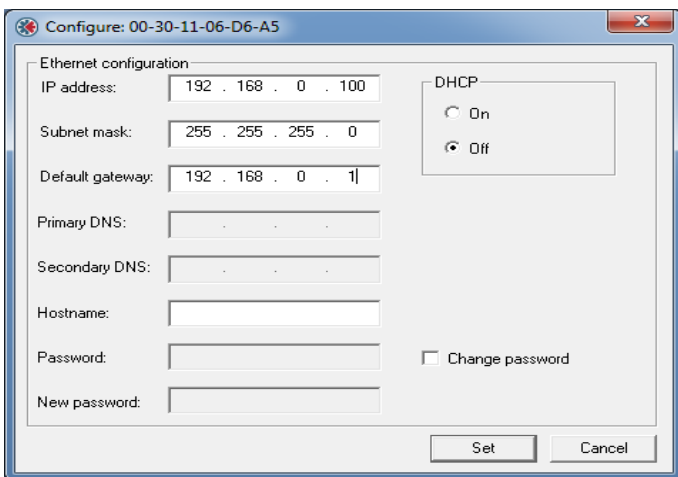 Configure: 00-30-11-06-D6-A5
Ethernet configuration
IP address: 192 . 168 . 0 . 100
DHCP
On
Subnet mask: 255 . 255 . 255 . 0
Off
Default gateway: 192 . 168 . 0 . 1
Primary DNS: . . .
Secondary DNS: . . .
Hostname:
Password:
Change password
New password:
Set Cancel